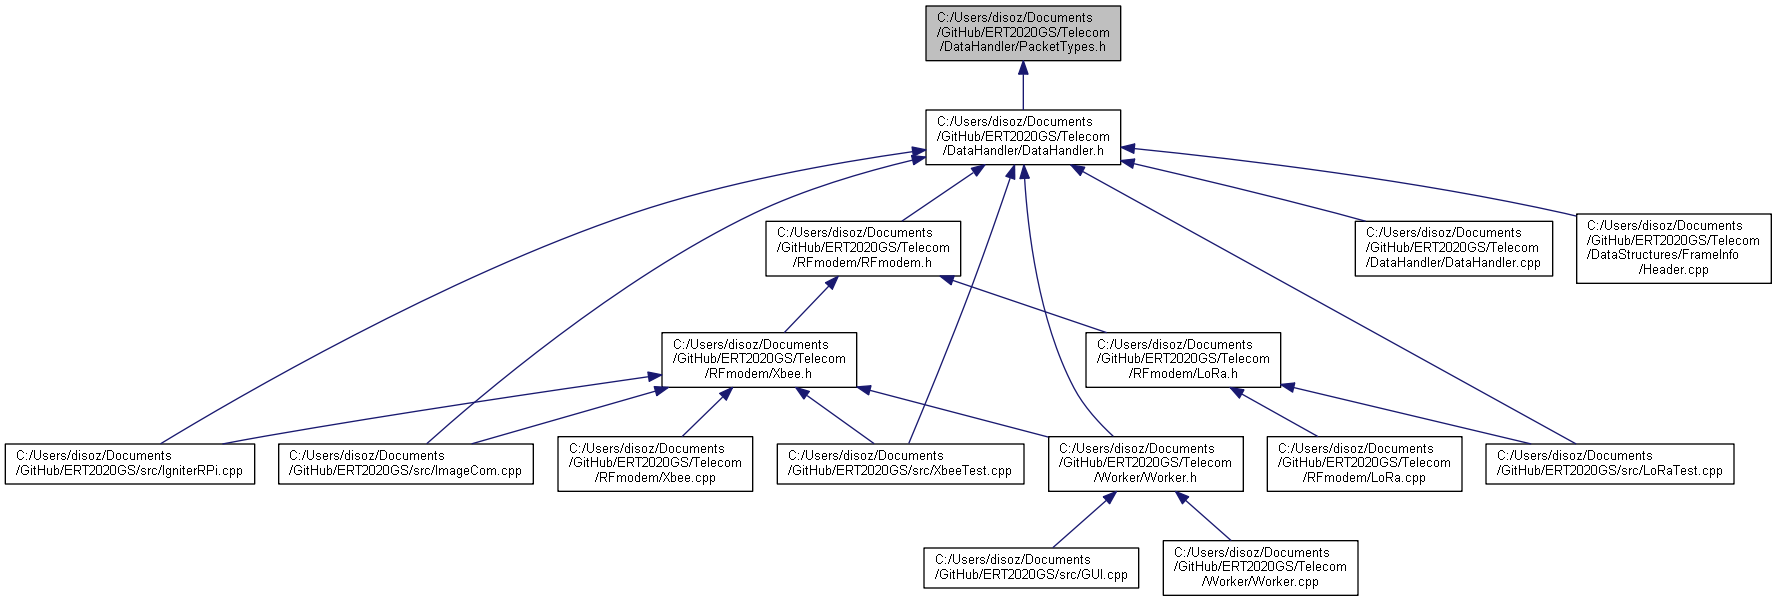 C:/Users/disoz/Documents
/GitHub/ERT2020GS/Telecom
/DataHandler/PacketTypes.h
C:/Users/disoz/Documents
/GitHub/ERT2020GS/Telecom
/DataHandler/DataHandler.h
C:/Users/disoz/Documents
/GitHub/ERT2020GS/Telecom
/RFmodem/RFmodem.h
C:/Users/disoz/Documents
/GitHub/ERT2020GS/Telecom
/DataHandler/DataHandler.cpp
C:/Users/disoz/Documents
/GitHub/ERT2020GS/Telecom
/DataStructures/FrameInfo
/Header.cpp
C:/Users/disoz/Documents
/GitHub/ERT2020GS/Telecom
/RFmodem/Xbee.h
C:/Users/disoz/Documents
/GitHub/ERT2020GS/Telecom
/RFmodem/LoRa.h
C:/Users/disoz/Documents
/GitHub/ERT2020GS/src/IgniterRPi.cpp
C:/Users/disoz/Documents
/GitHub/ERT2020GS/src/ImageCom.cpp
C:/Users/disoz/Documents
/GitHub/ERT2020GS/Telecom
/RFmodem/Xbee.cpp
C:/Users/disoz/Documents
/GitHub/ERT2020GS/src/XbeeTest.cpp
C:/Users/disoz/Documents
/GitHub/ERT2020GS/Telecom
/Worker/Worker.h
C:/Users/disoz/Documents
/GitHub/ERT2020GS/Telecom
/RFmodem/LoRa.cpp
C:/Users/disoz/Documents
/GitHub/ERT2020GS/src/LoRaTest.cpp
C:/Users/disoz/Documents
/GitHub/ERT2020GS/src/GUI.cpp
C:/Users/disoz/Documents
/GitHub/ERT2020GS/Telecom
/Worker/Worker.cpp